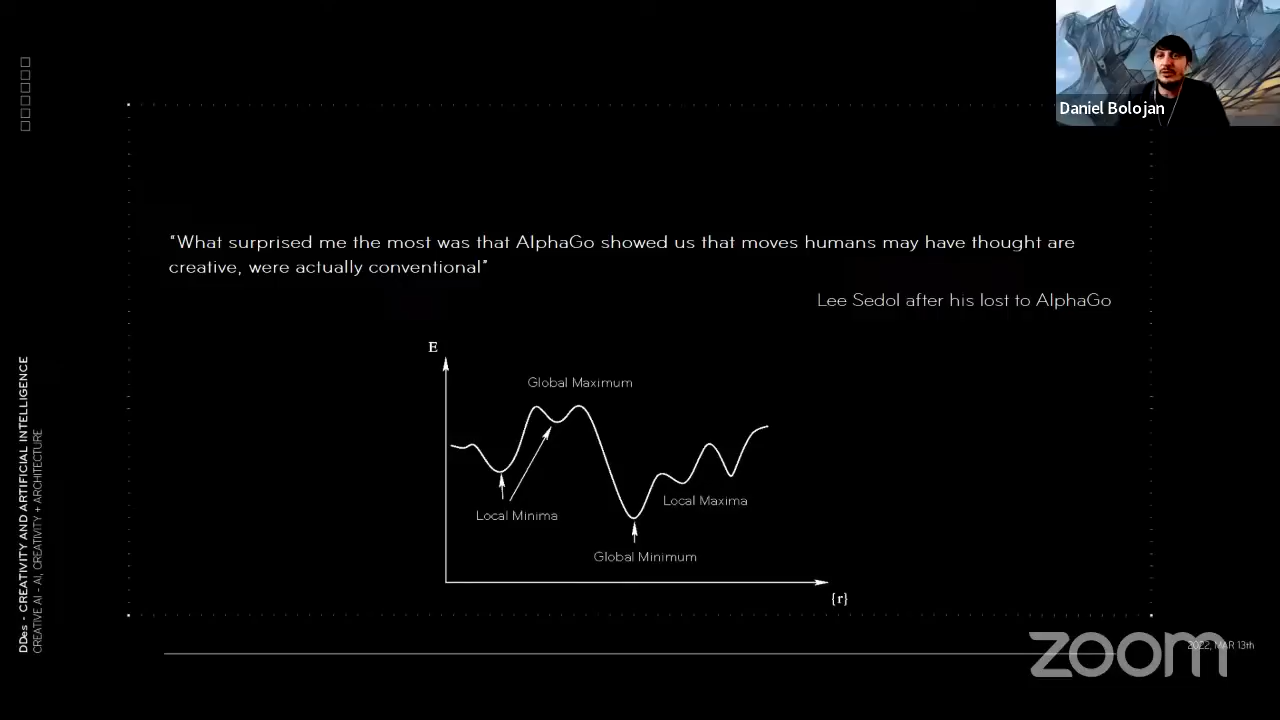 Daniel Bolojan
“What surprised me the most was that AlphaGo showed us that moves humans may have thought are
creative, were actually conventional”
Lee Sedol after his lost to AlphaGo
E
Global Maximum
Local Minima
Local Maxima
Global Minimum
{r}
DDes - CREATIVITY AND ARTIFICIAL INTELLIGENCE
CREATIVE AI - AI, CREATIVITY + ARCHITECTURE
2022, MAR 13th
zoom